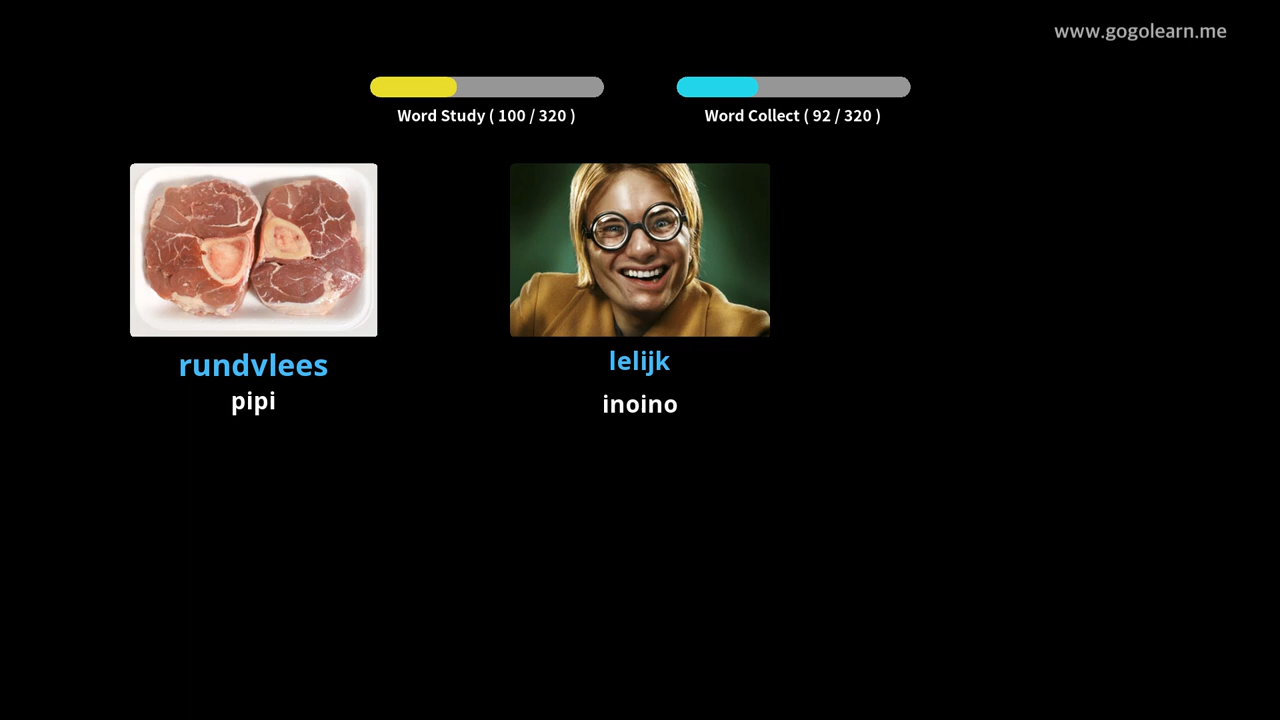 www.gogolearn.me
Word Study ( 100 / 320 )
Word Collect ( 92 / 320 )
rundvlees
pipi
lelijk
inoino